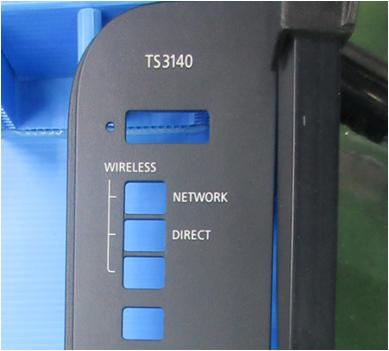 TS3140
WIRELESS
NETWORK
DIRECT